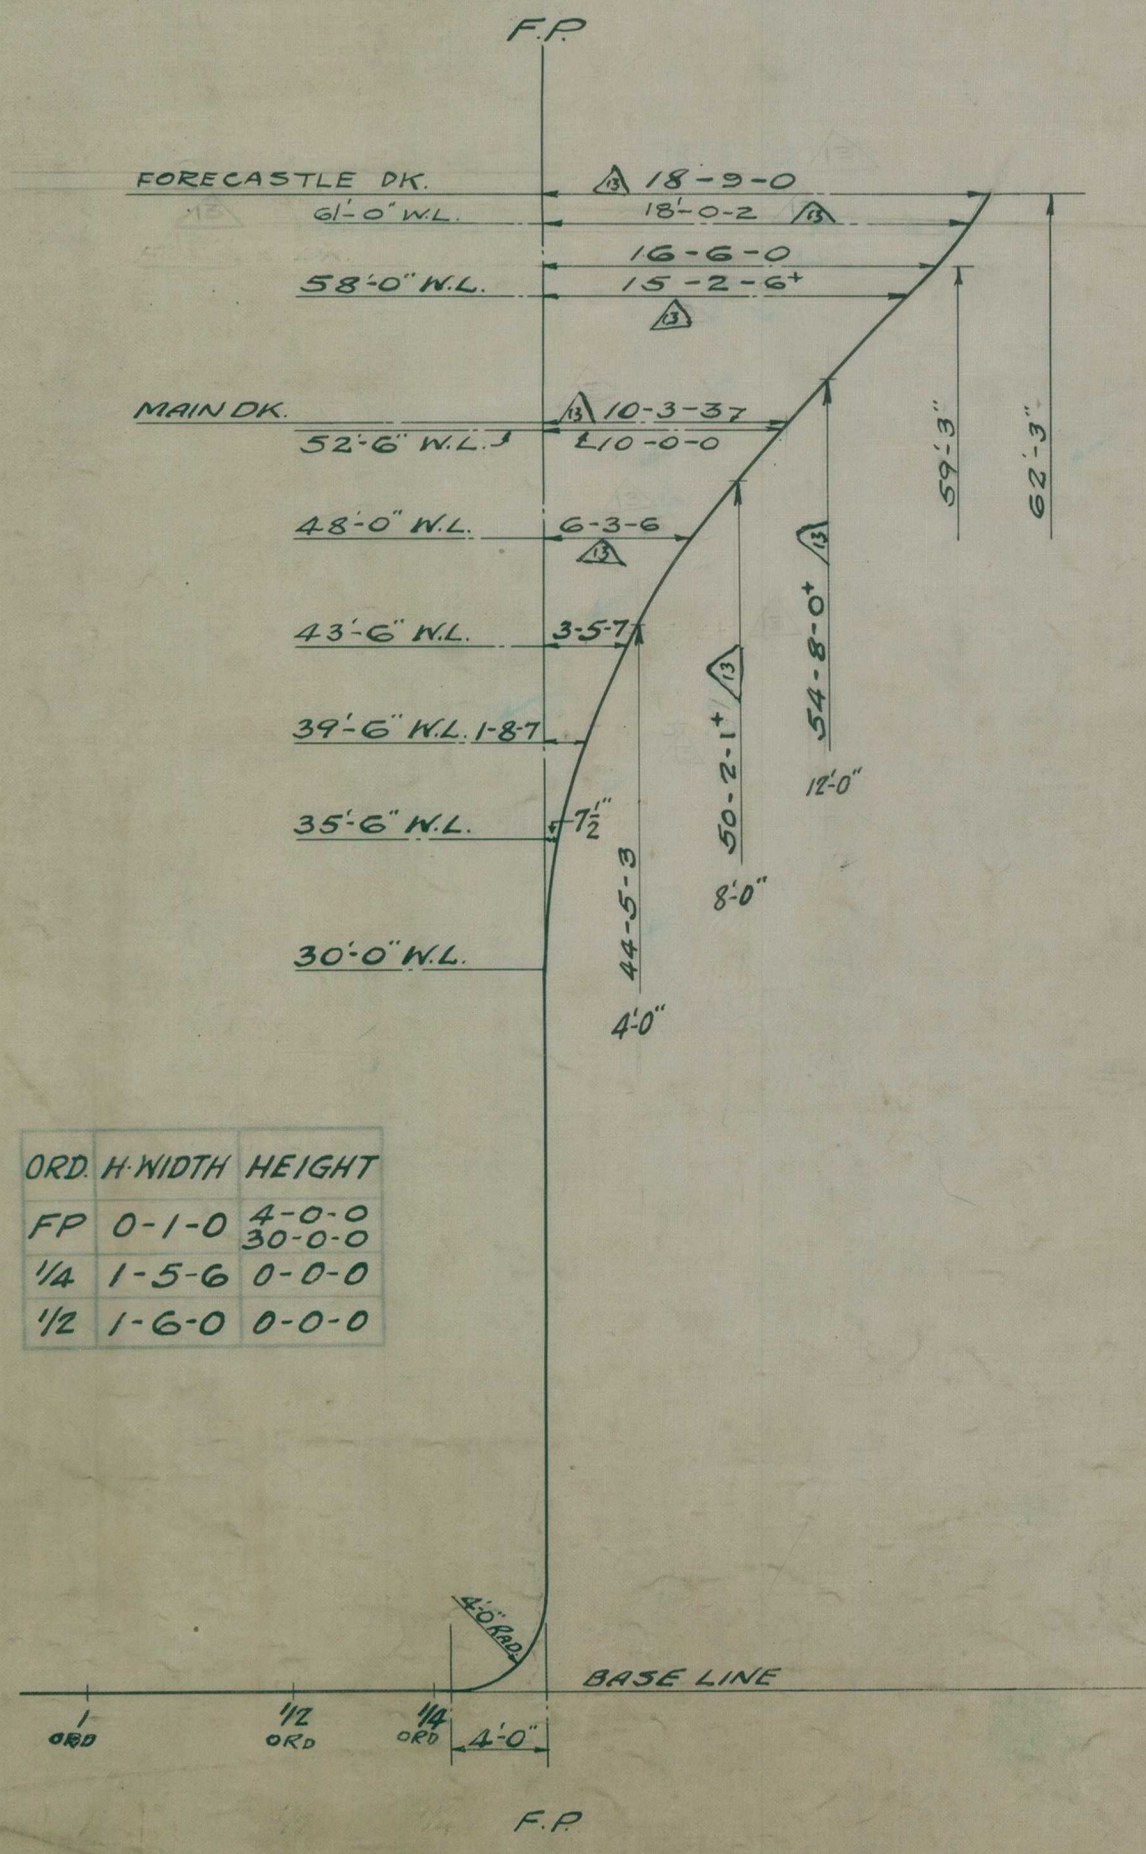 F.P.
FORECASTLE DK. 13 18-9-0
61'-0" W.L. 18'-0-2 13
16-6-0
58'-0" W.L. 15-2-6+
13
MAIN DK. 13 10-3-37
52'-6" W.L. 10-0-0
59'-3"
62'-3"
48'-0" W.L. 6-3-6
13
54-8-0+ 13
12'-0"
43'-6" W.L. 3-5-7
50-2-1+ 13
8'-0"
39'-6" W.L. 1-8-7
35'-6" W.L. 7½"
44-5-3
4'-0"
30'-0" W.L.
ORD. H.WIDTH HEIGHT
FP 0-1-0 4-0-0
30-0-0
1/4 1-5-6 0-0-0
1/2 1-6-0 0-0-0
4'-0" RAD.
BASE LINE
1 1/2 1/4
ORD ORD ORD 4'-0"
F.P.